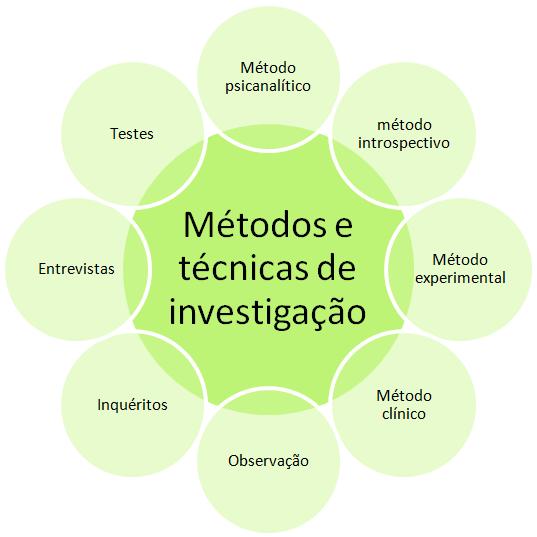 Métodos e
técnicas de
investigação
Método
psicanalítico
método
introspectivo
Método
experimental
Método
clínico
Observação
Inquéritos
Entrevistas
Testes